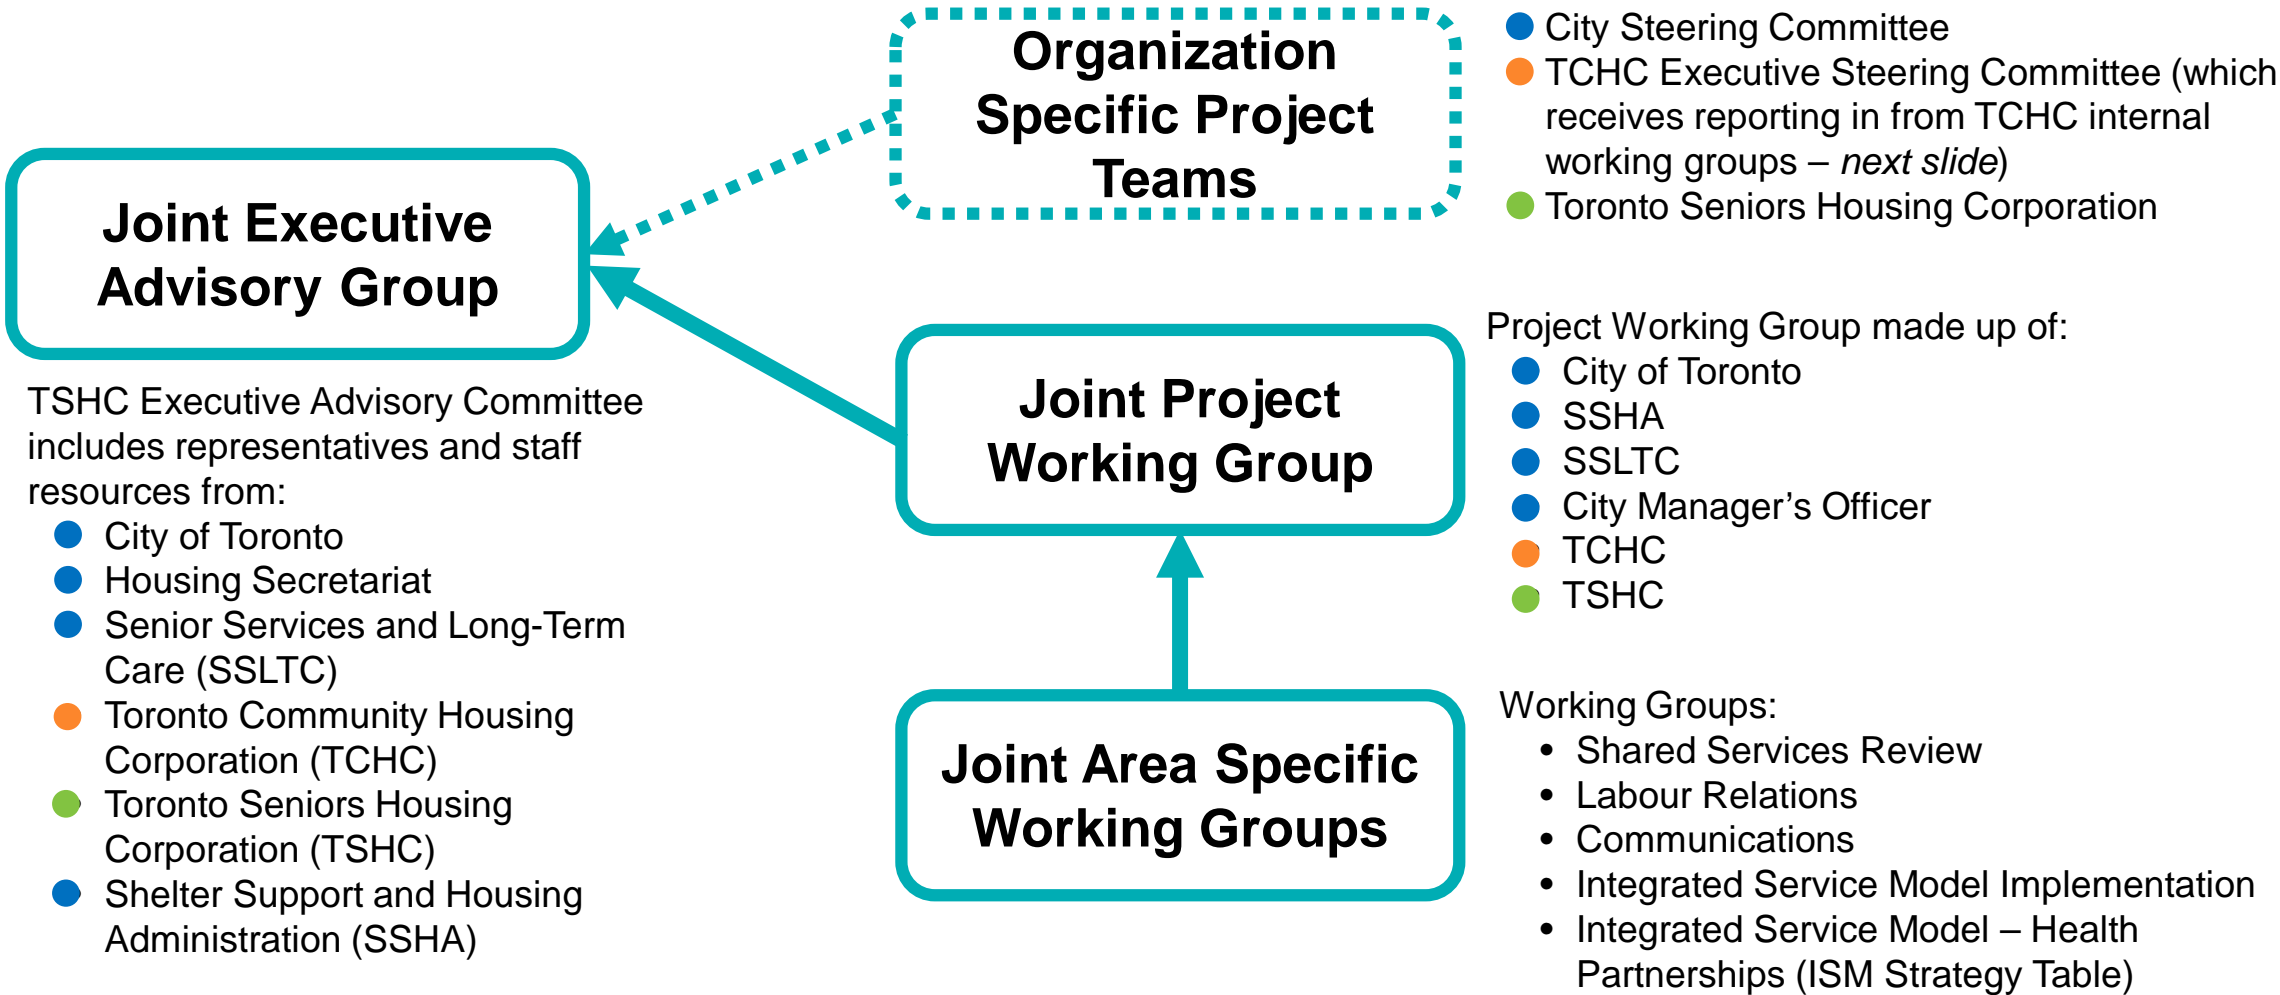 Organization
Specific Project
Teams
City Steering Committee
TCHC Executive Steering Committee (which
receives reporting in from TCHC internal
working groups – next slide)
Toronto Seniors Housing Corporation
Joint Executive
Advisory Group
TSHC Executive Advisory Committee
includes representatives and staff
resources from:
City of Toronto
Housing Secretariat
Senior Services and Long-Term
Care (SSLTC)
Toronto Community Housing
Corporation (TCHC)
Toronto Seniors Housing
Corporation (TSHC)
Shelter Support and Housing
Administration (SSHA)
Joint Project
Working Group
Project Working Group made up of:
City of Toronto
SSHA
SSLTC
City Manager’s Officer
TCHC
TSHC
Joint Area Specific
Working Groups
Working Groups:
• Shared Services Review
• Labour Relations
• Communications
• Integrated Service Model Implementation
• Integrated Service Model – Health
Partnerships (ISM Strategy Table)